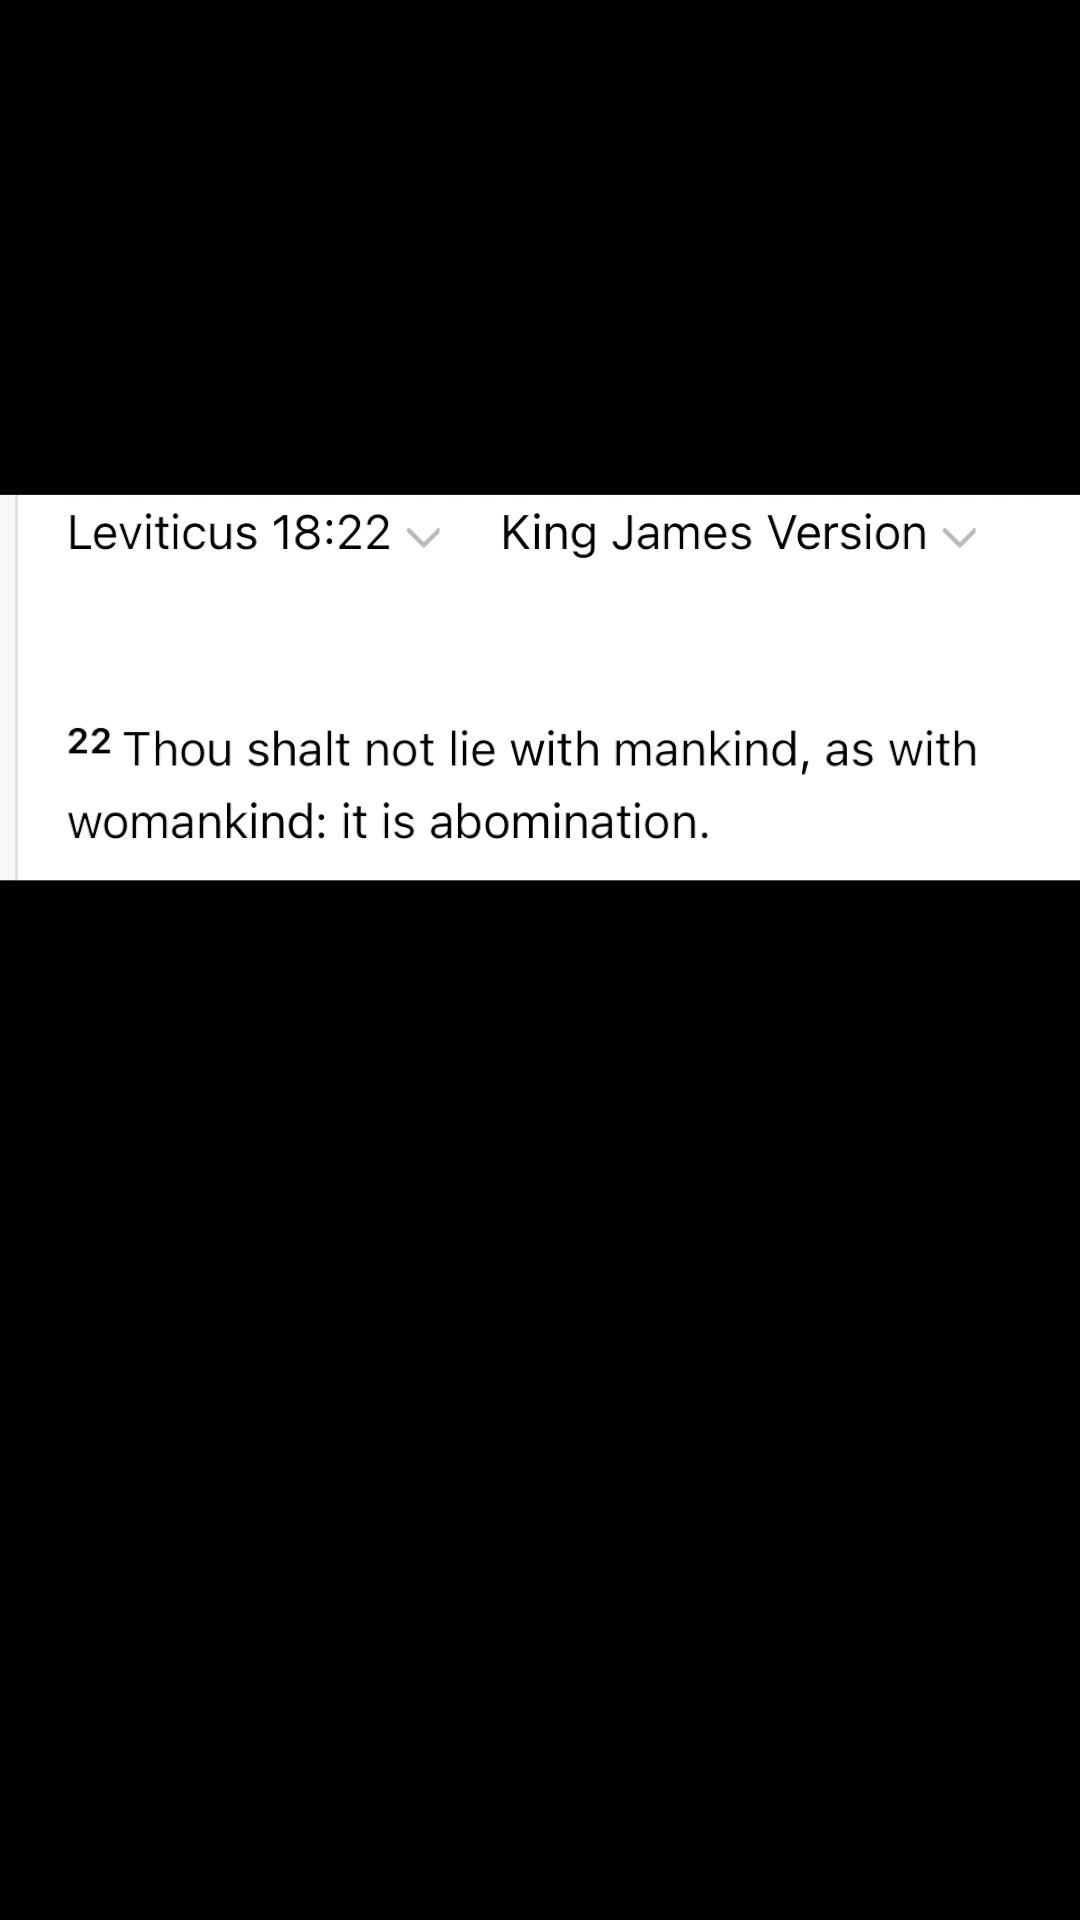 Leviticus 18:22 King James Version
22 Thou shalt not lie with mankind, as with
womankind: it is abomination.